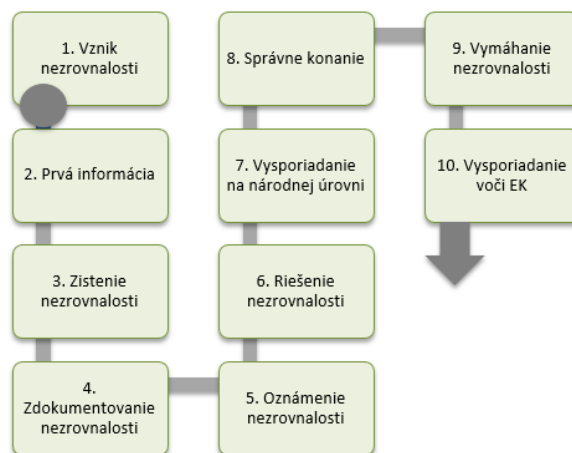 1. Vznik
nezrovnalosti
2. Prvá informácia
3. Zistenie
nezrovnalosti
4.
Zdokumentovanie
nezrovnalosti
5. Oznámenie
nezrovnalosti
6. Riešenie
nezrovnalosti
7. Vysporiadanie
na národnej úrovni
8. Správne konanie
9. Vymáhanie
nezrovnalosti
10. Vysporiadanie
voči EK